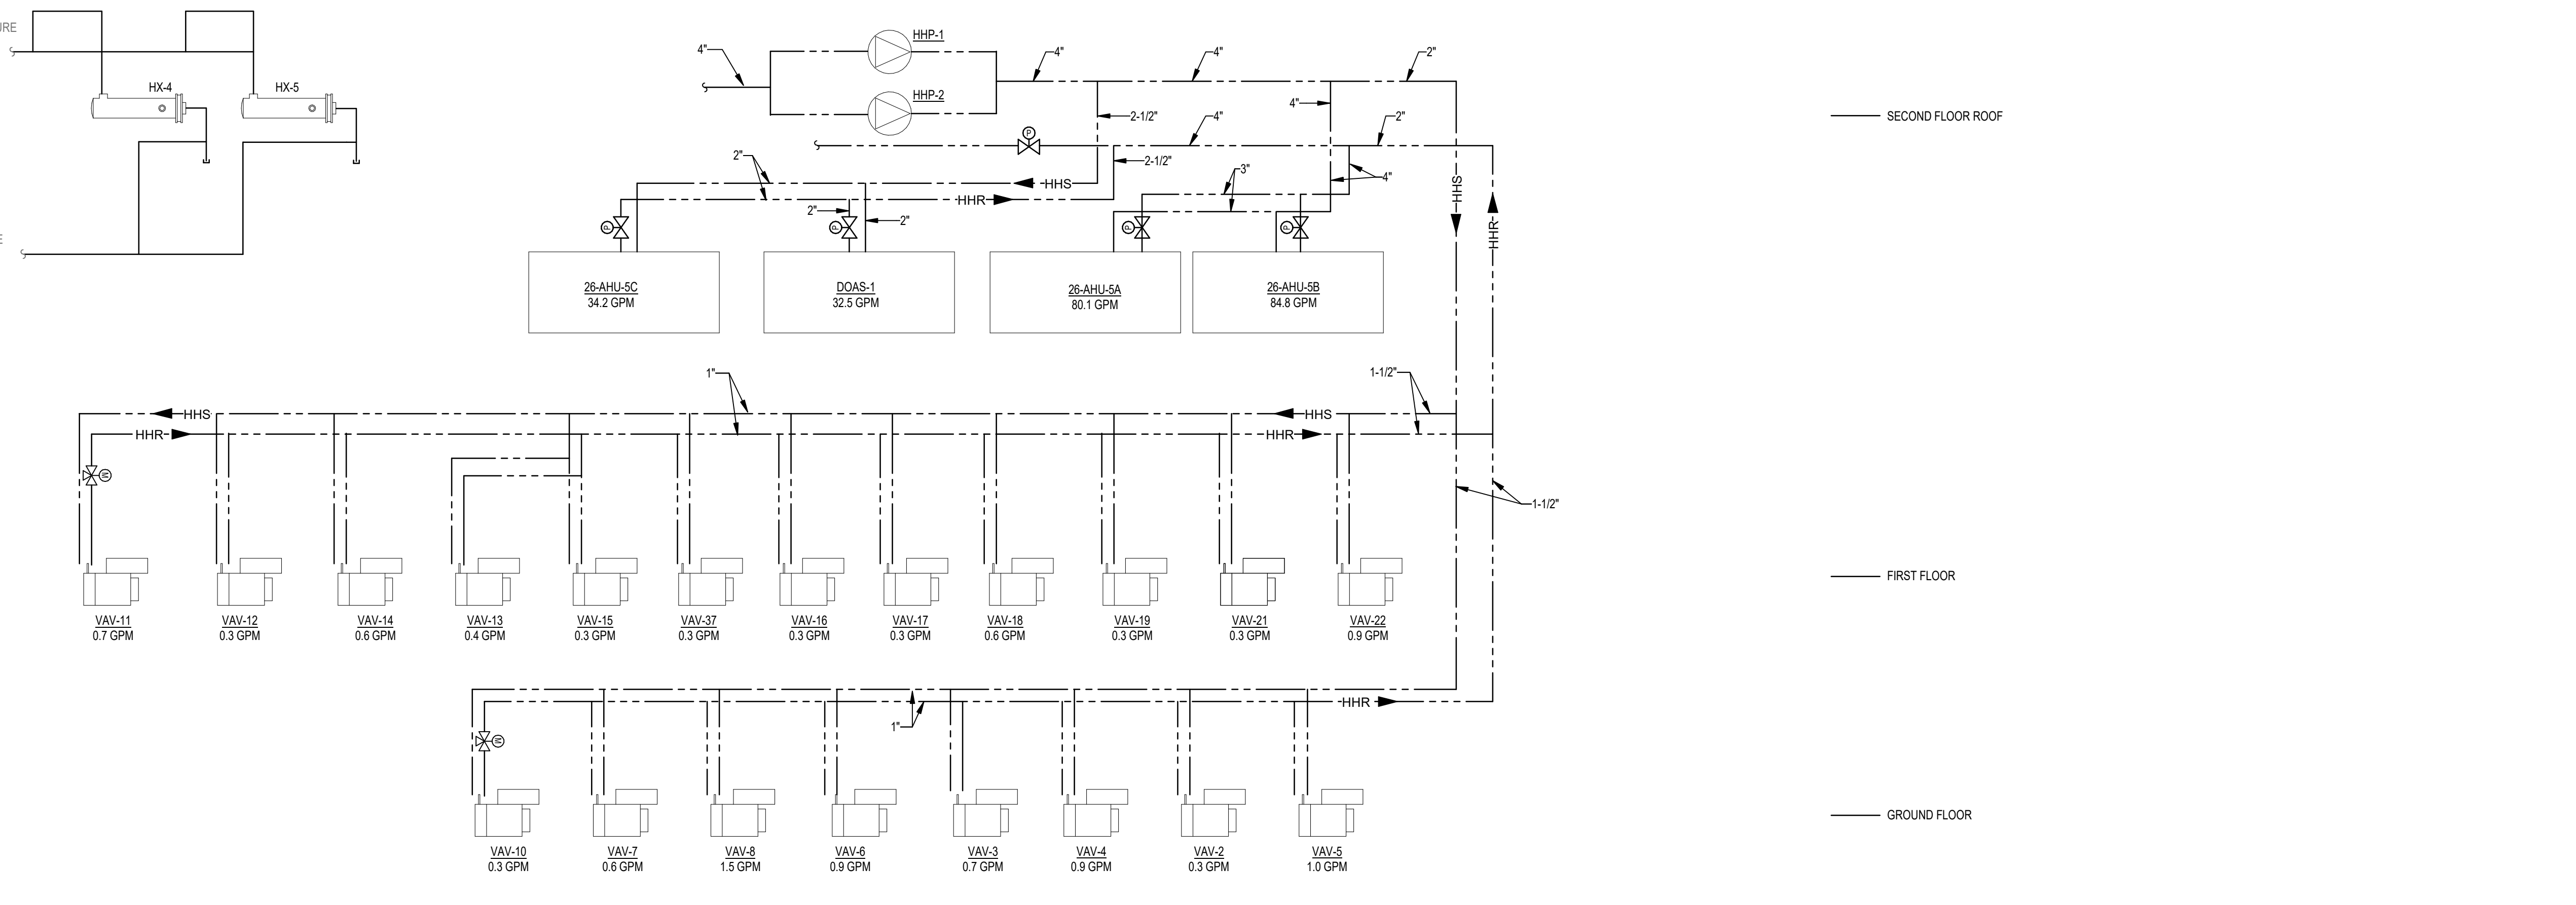 URE
HX-4
HX-5
E
HHP-1
HHP-2
4"
4"
4"
2"
4"
2-1/2"
4"
2"
2-1/2"
P
2"
HHS
3"
4"
HHR
2"
2"
P
P
P
P
26-AHU-5C
34.2 GPM
DOAS-1
32.5 GPM
26-AHU-5A
80.1 GPM
26-AHU-5B
84.8 GPM
HHS
HHR
SECOND FLOOR ROOF
1"
1-1/2"
HHS
HHS
HHR
HHR
M
1-1/2"
VAV-11
0.7 GPM
VAV-12
0.3 GPM
VAV-14
0.6 GPM
VAV-13
0.4 GPM
VAV-15
0.3 GPM
VAV-37
0.3 GPM
VAV-16
0.3 GPM
VAV-17
0.3 GPM
VAV-18
0.6 GPM
VAV-19
0.3 GPM
VAV-21
0.3 GPM
VAV-22
0.9 GPM
FIRST FLOOR
HHR
1"
M
VAV-10
0.3 GPM
VAV-7
0.6 GPM
VAV-8
1.5 GPM
VAV-6
0.9 GPM
VAV-3
0.7 GPM
VAV-4
0.9 GPM
VAV-2
0.3 GPM
VAV-5
1.0 GPM
GROUND FLOOR